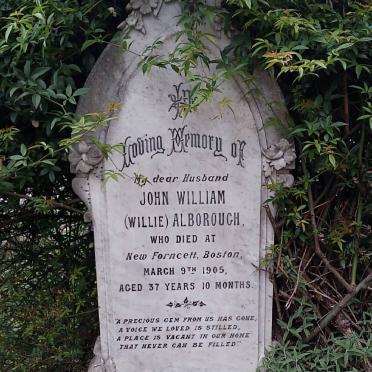 In
Loving Memory of
My dear Husband
JOHN WILLIAM
(WILLIE) ALBOROUGH,
WHO DIED AT
New Forncett, Boston,
MARCH 9TH 1905,
AGED 37 YEARS 10 MONTHS.
"A PRECIOUS GEM FROM US HAS GONE,
A VOICE WE LOVED IS STILLED,
A PLACE IS VACANT IN OUR HOME
THAT NEVER CAN BE FILLED"